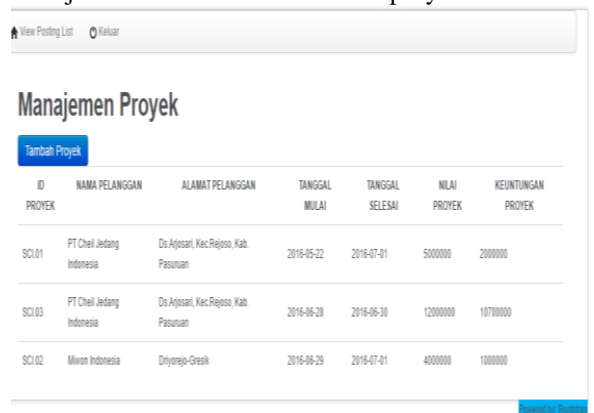 View Posting List Keluar
Manajemen Proyek
Tambah Proyek
ID PROYEK NAMA PELANGGAN ALAMAT PELANGGAN TANGGAL MULAI TANGGAL SELESAI NILAI PROYEK KEUNTUNGAN PROYEK
SCI.01 PT Cheil Jedang Indonesia Ds.Arjosari, Kec.Rejoso, Kab. Pasuruan 2016-05-22 2016-07-01 5000000 2000000
SCI.03 PT Cheil Jedang Indonesia Ds.Arjosari, Kec.Rejoso, Kab. Pasuruan 2016-06-28 2016-06-30 12000000 10700000
SCI.02 Miwon Indonesia Driyorejo-Gresik 2016-06-29 2016-07-01 4000000 1000000
Powered by: Bootstrap